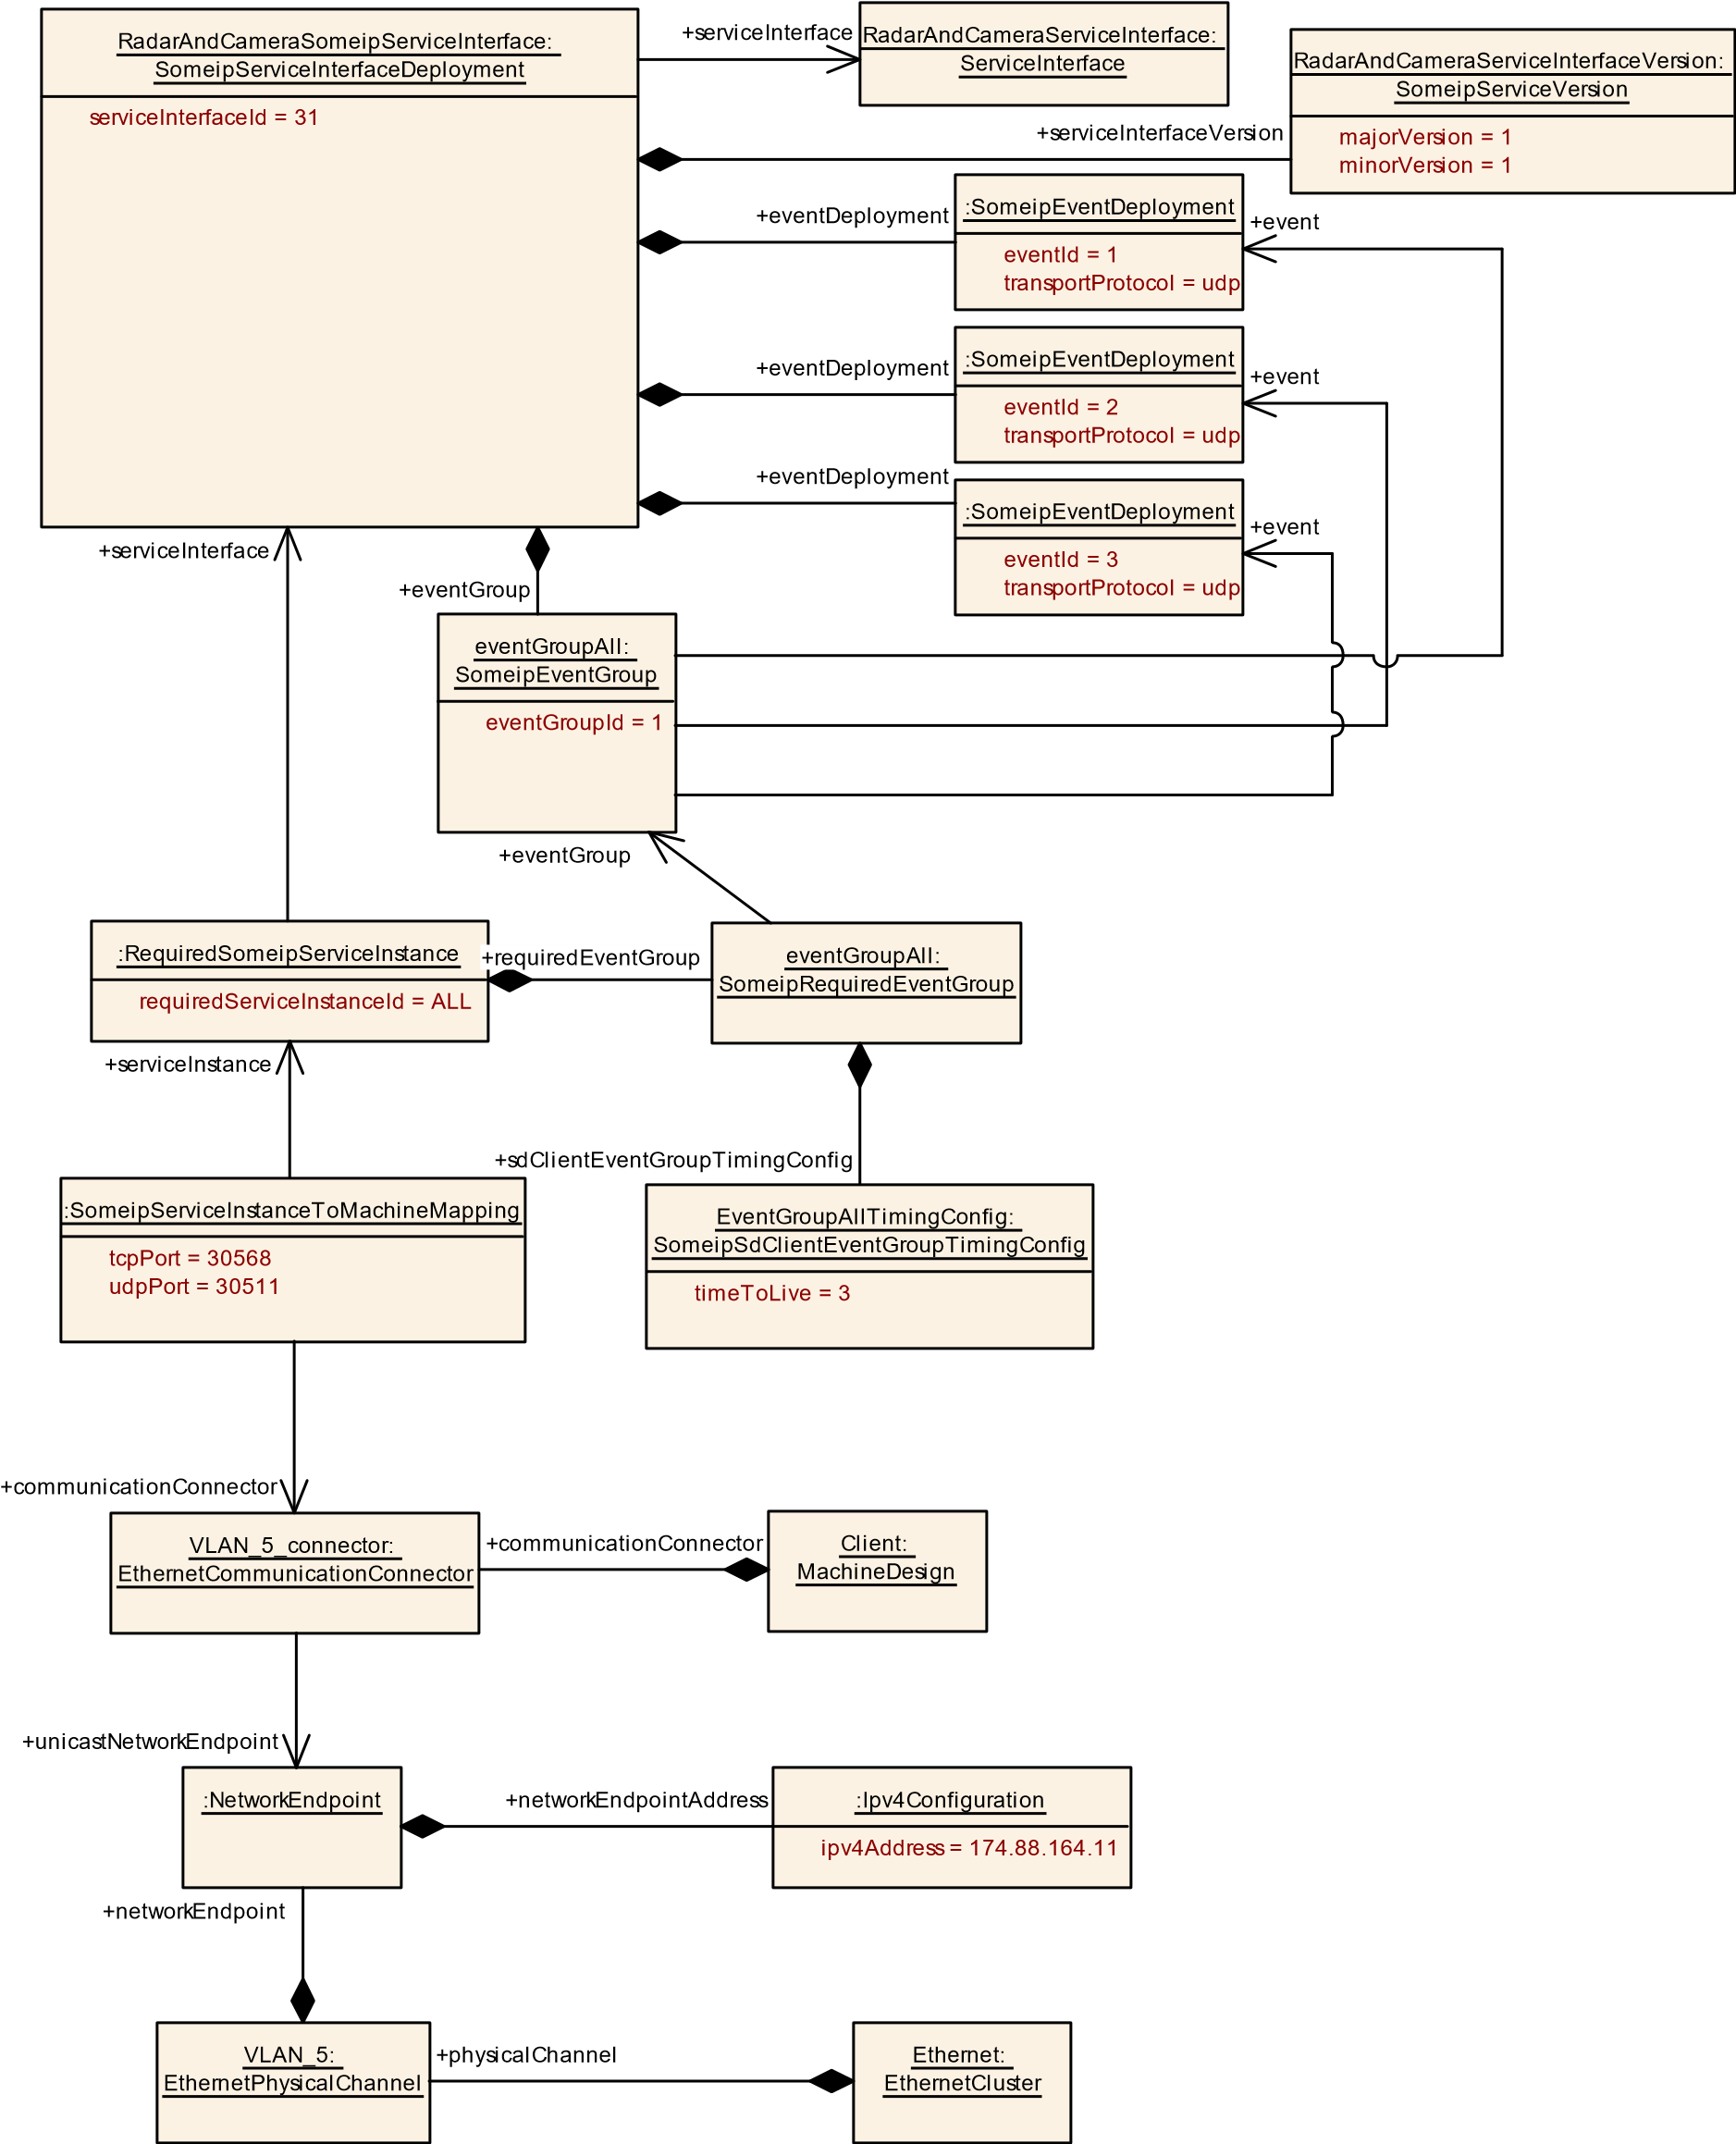 RadarAndCameraSomeipServiceInterface:
SomeipServiceInterfaceDeployment
serviceInterfaceId = 31
+serviceInterface
RadarAndCameraServiceInterface:
ServiceInterface
RadarAndCameraServiceInterfaceVersion:
SomeipServiceVersion
majorVersion = 1
minorVersion = 1
+serviceInterfaceVersion
+eventDeployment
:SomeipEventDeployment
eventId = 1
transportProtocol = udp
+event
+eventDeployment
:SomeipEventDeployment
eventId = 2
transportProtocol = udp
+event
+eventDeployment
:SomeipEventDeployment
eventId = 3
transportProtocol = udp
+event
+serviceInterface
+eventGroup
eventGroupAll:
SomeipEventGroup
eventGroupId = 1
+eventGroup
:RequiredSomeipServiceInstance
requiredServiceInstanceId = ALL
+requiredEventGroup
eventGroupAll:
SomeipRequiredEventGroup
+serviceInstance
+sdClientEventGroupTimingConfig
:SomeipServiceInstanceToMachineMapping
tcpPort = 30568
udpPort = 30511
EventGroupAllTimingConfig:
SomeipSdClientEventGroupTimingConfig
timeToLive = 3
+communicationConnector
VLAN_5_connector:
EthernetCommunicationConnector
+communicationConnector
Client:
MachineDesign
+unicastNetworkEndpoint
:NetworkEndpoint
+networkEndpointAddress
:Ipv4Configuration
ipv4Address = 174.88.164.11
+networkEndpoint
VLAN_5:
EthernetPhysicalChannel
+physicalChannel
Ethernet:
EthernetCluster